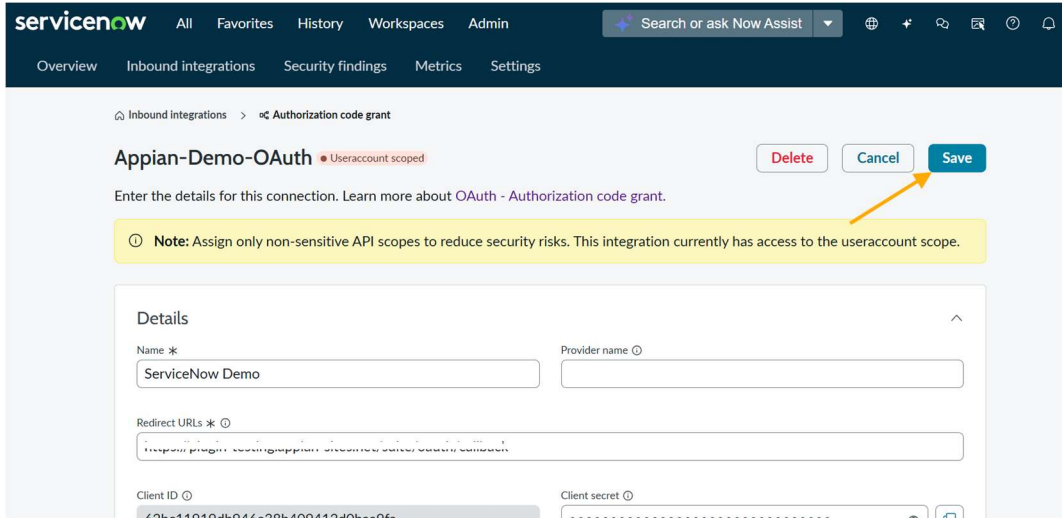 servicenow All Favorites History Workspaces Admin Search or ask Now Assist
Overview Inbound integrations Security findings Metrics Settings
Inbound integrations > Authorization code grant
Appian-Demo-OAuth • Useraccount scoped Delete Cancel Save
Enter the details for this connection. Learn more about OAuth - Authorization code grant.
Note: Assign only non-sensitive API scopes to reduce security risks. This integration currently has access to the useraccount scope.
Details
Name * Provider name
ServiceNow Demo
Redirect URLs *
Client ID Client secret